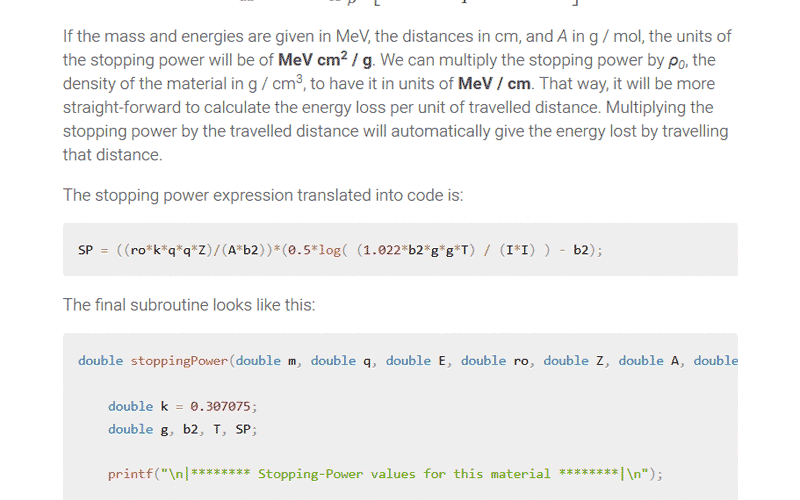 If the mass and energies are given in MeV, the distances in cm, and A in g / mol, the units of
the stopping power will be of MeV cm² / g. We can multiply the stopping power by ρ₀, the
density of the material in g / cm³, to have it in units of MeV / cm. That way, it will be more
straight-forward to calculate the energy loss per unit of travelled distance. Multiplying the
stopping power by the travelled distance will automatically give the energy lost by travelling
that distance.
The stopping power expression translated into code is:
SP = ((ro*k*q*q*Z)/(A*b2))*(0.5*log( (1.022*b2*g*g*T) / (I*I) ) - b2);
The final subroutine looks like this:
double stoppingPower(double m, double q, double E, double ro, double Z, double A, double
double k = 0.307075;
double g, b2, T, SP;
printf("\n|******** Stopping-Power values for this material ********|\n");